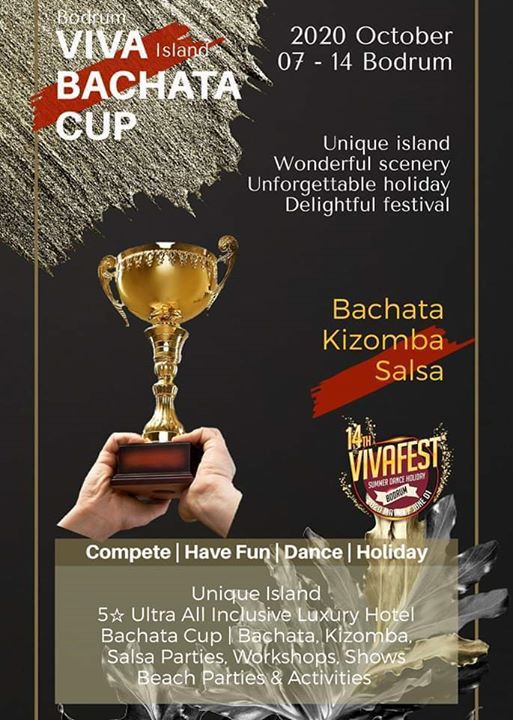 Bodrum
VIVA Island
BACHATA
CUP
2020 October
07 - 14 Bodrum
Unique island
Wonderful scenery
Unforgettable holiday
Delightful festival
Bachata
Kizomba
Salsa
14TH
VIVAFEST
SUMMER DANCE HOLIDAY
BODRUM
Compete | Have Fun | Dance | Holiday
Unique Island
5☆ Ultra All Inclusive Luxury Hotel
Bachata Cup | Bachata, Kizomba,
Salsa Parties, Workshops, Shows
Beach Parties & Activities